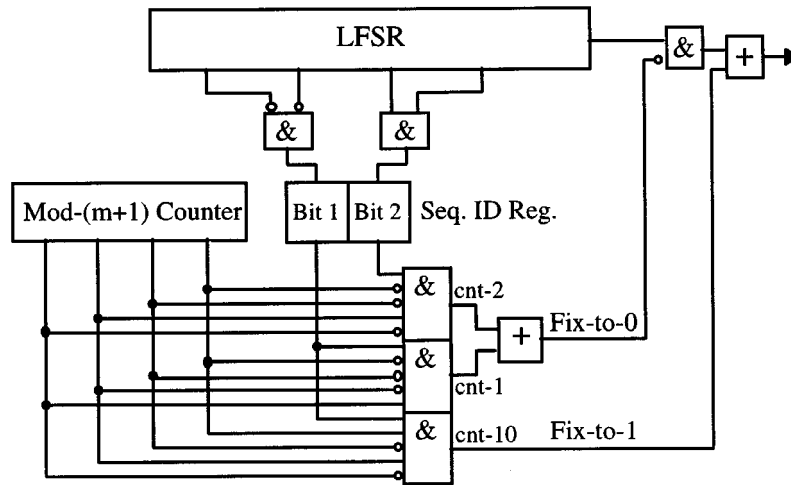 LFSR
&
+
&
&
Mod-(m+1) Counter
Bit 1
Bit 2
Seq. ID Reg.
&
cnt-2
+
Fix-to-0
&
cnt-1
&
cnt-10
Fix-to-1